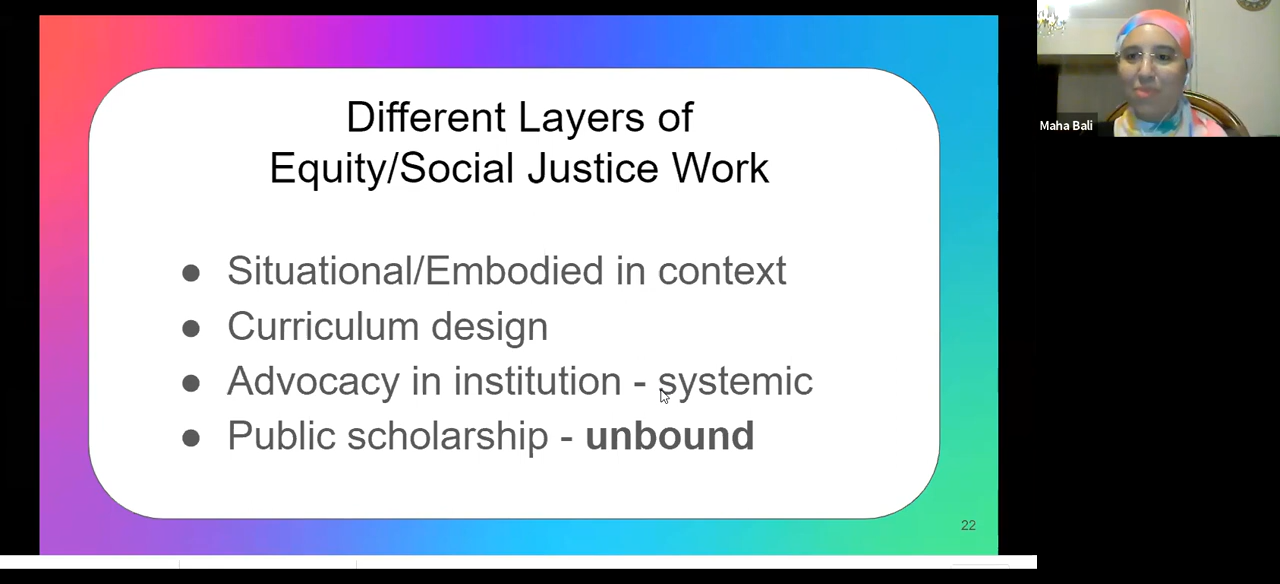 Different Layers of
Equity/Social Justice Work
● Situational/Embodied in context
● Curriculum design
● Advocacy in institution - systemic
● Public scholarship - unbound
22
Maha Bali